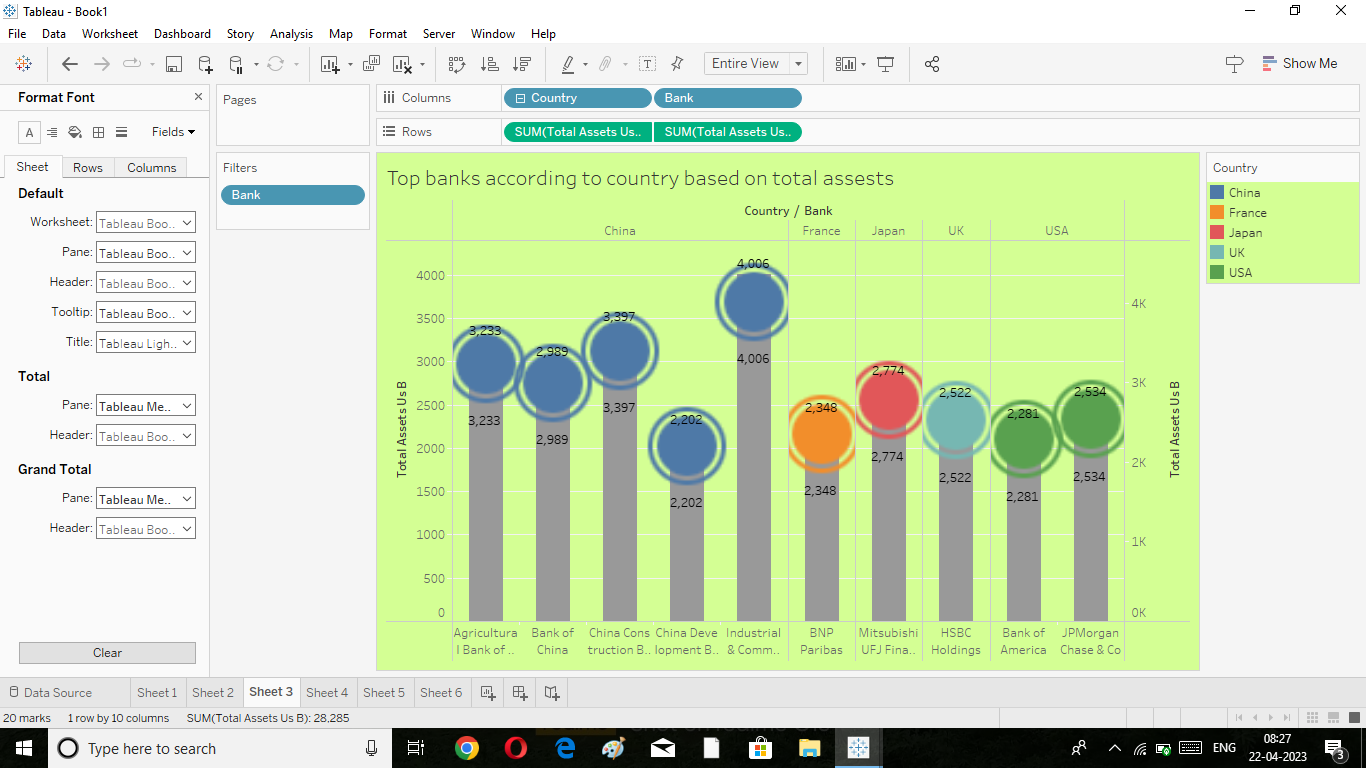 Tableau - Book1
File Data Worksheet Dashboard Story Analysis Map Format Server Window Help
Entire View
Show Me
Format Font
Fields
Sheet Rows Columns
Default
Worksheet: Tableau Boo..
Pane: Tableau Boo..
Header: Tableau Boo..
Tooltip: Tableau Boo..
Title: Tableau Ligh..
Total
Pane: Tableau Me..
Header: Tableau Boo..
Grand Total
Pane: Tableau Me..
Header: Tableau Boo..
Clear
Pages
Filters
Bank
Columns Country Bank
Rows SUM(Total Assets Us.. SUM(Total Assets Us..
Top banks according to country based on total assests
Country / Bank
China France Japan UK USA
Total Assets Us B
4000
3500
3000
2500
2000
1500
1000
500
0
3,233 2,989 3,397 2,202 4,006 2,348 2,774 2,522 2,281 2,534
3,233 2,989 3,397 2,202 4,006 2,348 2,774 2,522 2,281 2,534
4K
3K
2K
1K
0K
Total Assets Us B
Agricultura Bank of China Cons China Deve Industrial BNP Mitsubishi HSBC Bank of JPMorgan
l Bank of .. China truction B.. lopment B.. & Comm.. Paribas UFJ Fina.. Holdings America Chase & Co
Country
China
France
Japan
UK
USA
Data Source Sheet 1 Sheet 2 Sheet 3 Sheet 4 Sheet 5 Sheet 6
20 marks 1 row by 10 columns SUM(Total Assets Us B): 28,285
Type here to search
ENG
08:27
22-04-2023
3